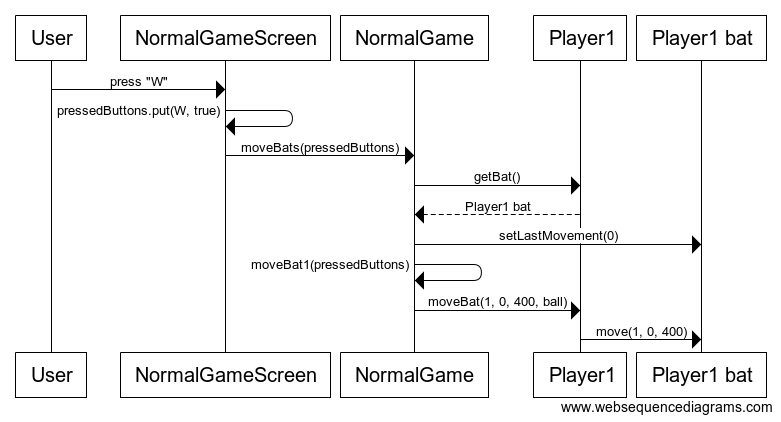 User
NormalGameScreen
NormalGame
Player1
Player1 bat
press "W"
pressedButtons.put(W, true)
moveBats(pressedButtons)
getBat()
Player1 bat
setLastMovement(0)
moveBat1(pressedButtons)
moveBat(1, 0, 400, ball)
move(1, 0, 400)
User
NormalGameScreen
NormalGame
Player1
Player1 bat
www.websequencediagrams.com